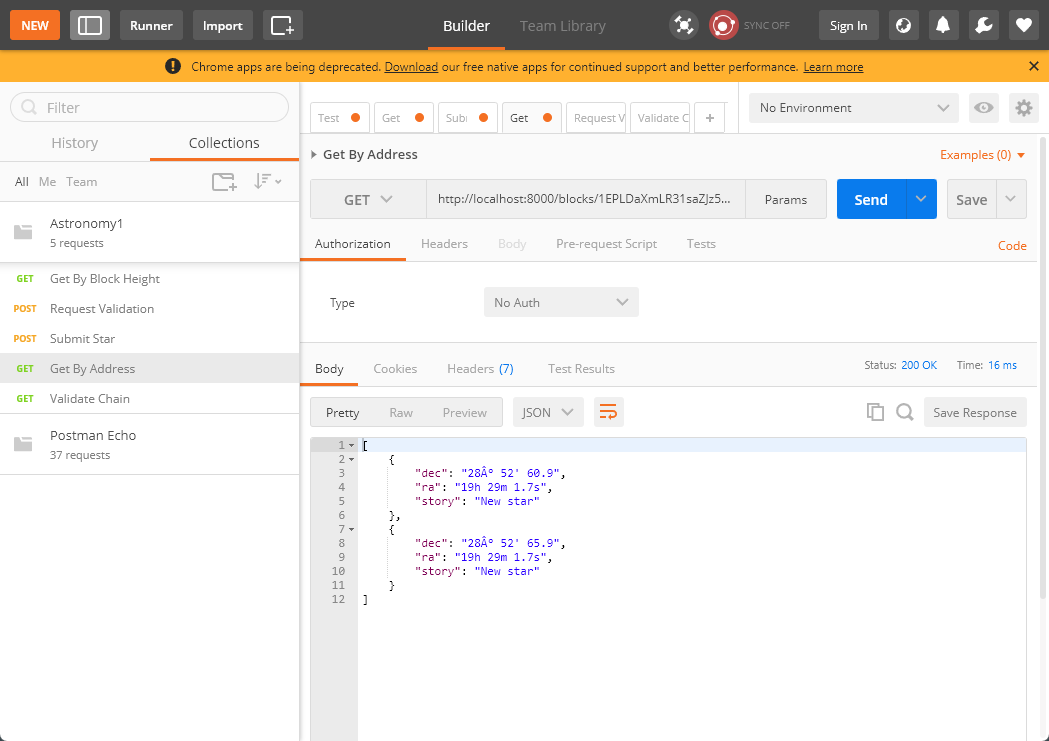 NEW Runner Import Builder Team Library SYNC OFF Sign In
Chrome apps are being deprecated. Download our free native apps for continued support and better performance. Learn more
Filter
History Collections
All Me Team
Astronomy1
5 requests
GET Get By Block Height
POST Request Validation
POST Submit Star
GET Get By Address
GET Validate Chain
Postman Echo
37 requests
Test Get Sub Get Request V Validate C + No Environment
Get By Address Examples (0)
GET http://localhost:8000/blocks/1EPLDaXmLR31saZJz5... Params Send Save
Authorization Headers Body Pre-request Script Tests Code
Type No Auth
Body Cookies Headers (7) Test Results Status: 200 OK Time: 16 ms
Pretty Raw Preview JSON Save Response
1 [
2 {
3 "dec": "28Âº 52' 60.9",
4 "ra": "19h 29m 1.7s",
5 "story": "New star"
6 },
7 {
8 "dec": "28Âº 52' 65.9",
9 "ra": "19h 29m 1.7s",
10 "story": "New star"
11 }
12 ]